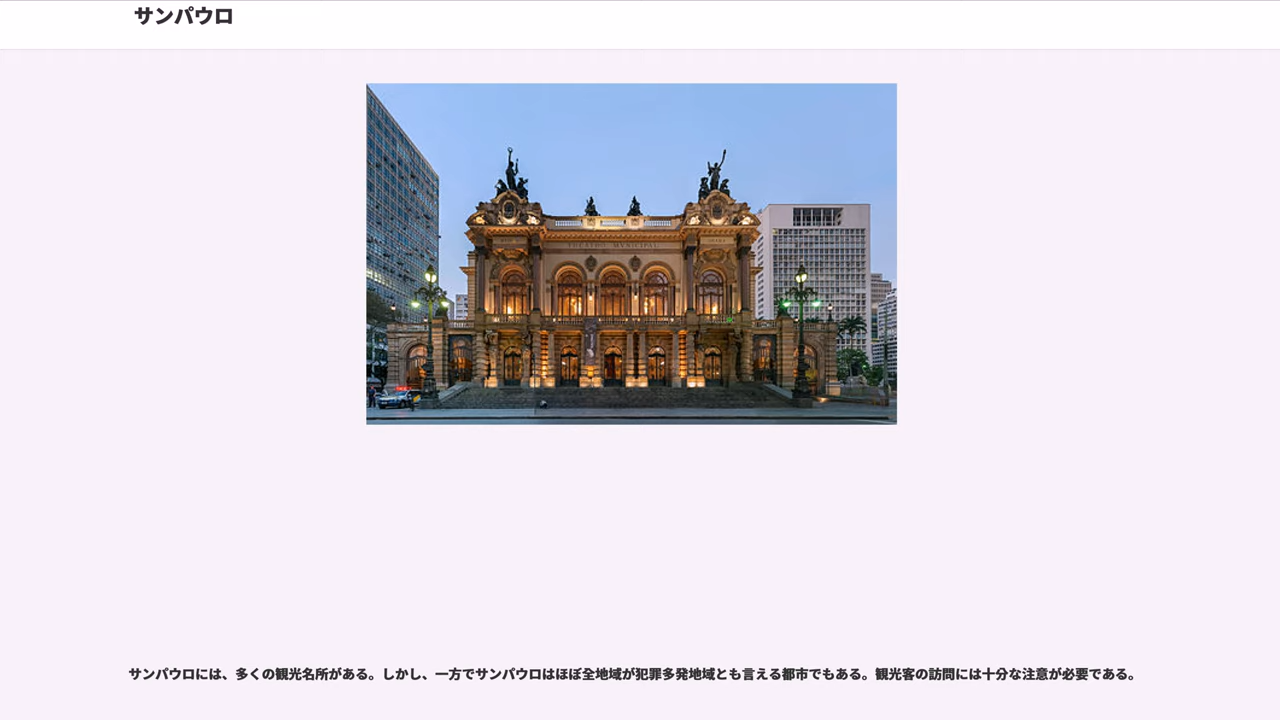 サンパウロ
THEATRO MUNICIPAL
サンパウロには、多くの観光名所がある。しかし、一方でサンパウロはほぼ全地域が犯罪多発地域とも言える都市でもある。観光客の訪問には十分な注意が必要である。